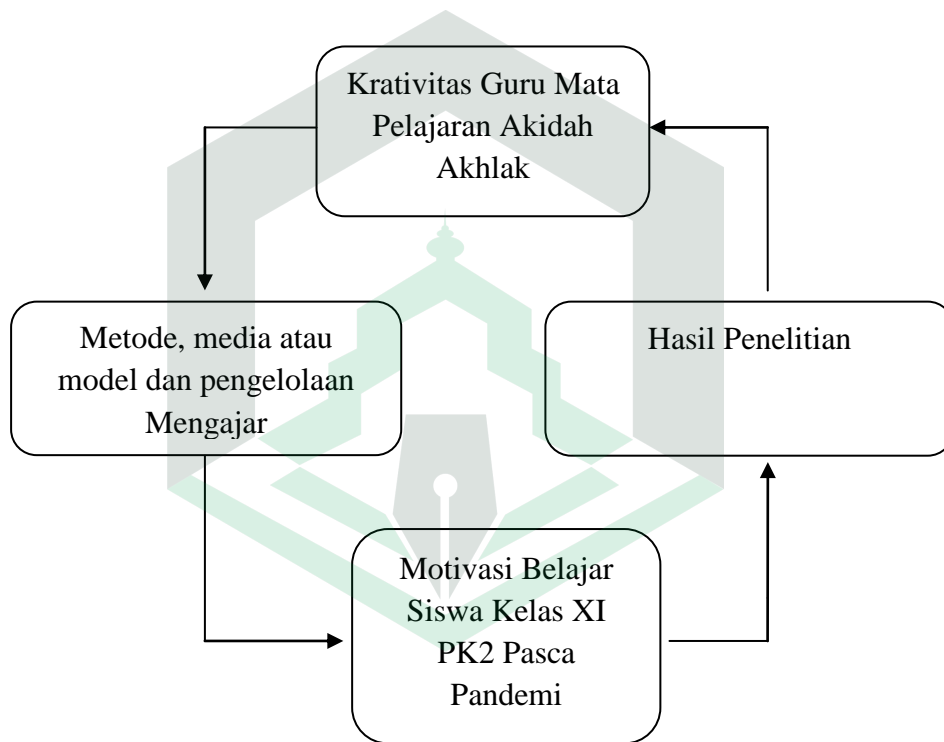 Krativitas Guru Mata
Pelajaran Akidah
Akhlak
Metode, media atau
model dan pengelolaan
Mengajar
Hasil Penelitian
Motivasi Belajar
Siswa Kelas XI
PK2 Pasca
Pandemi